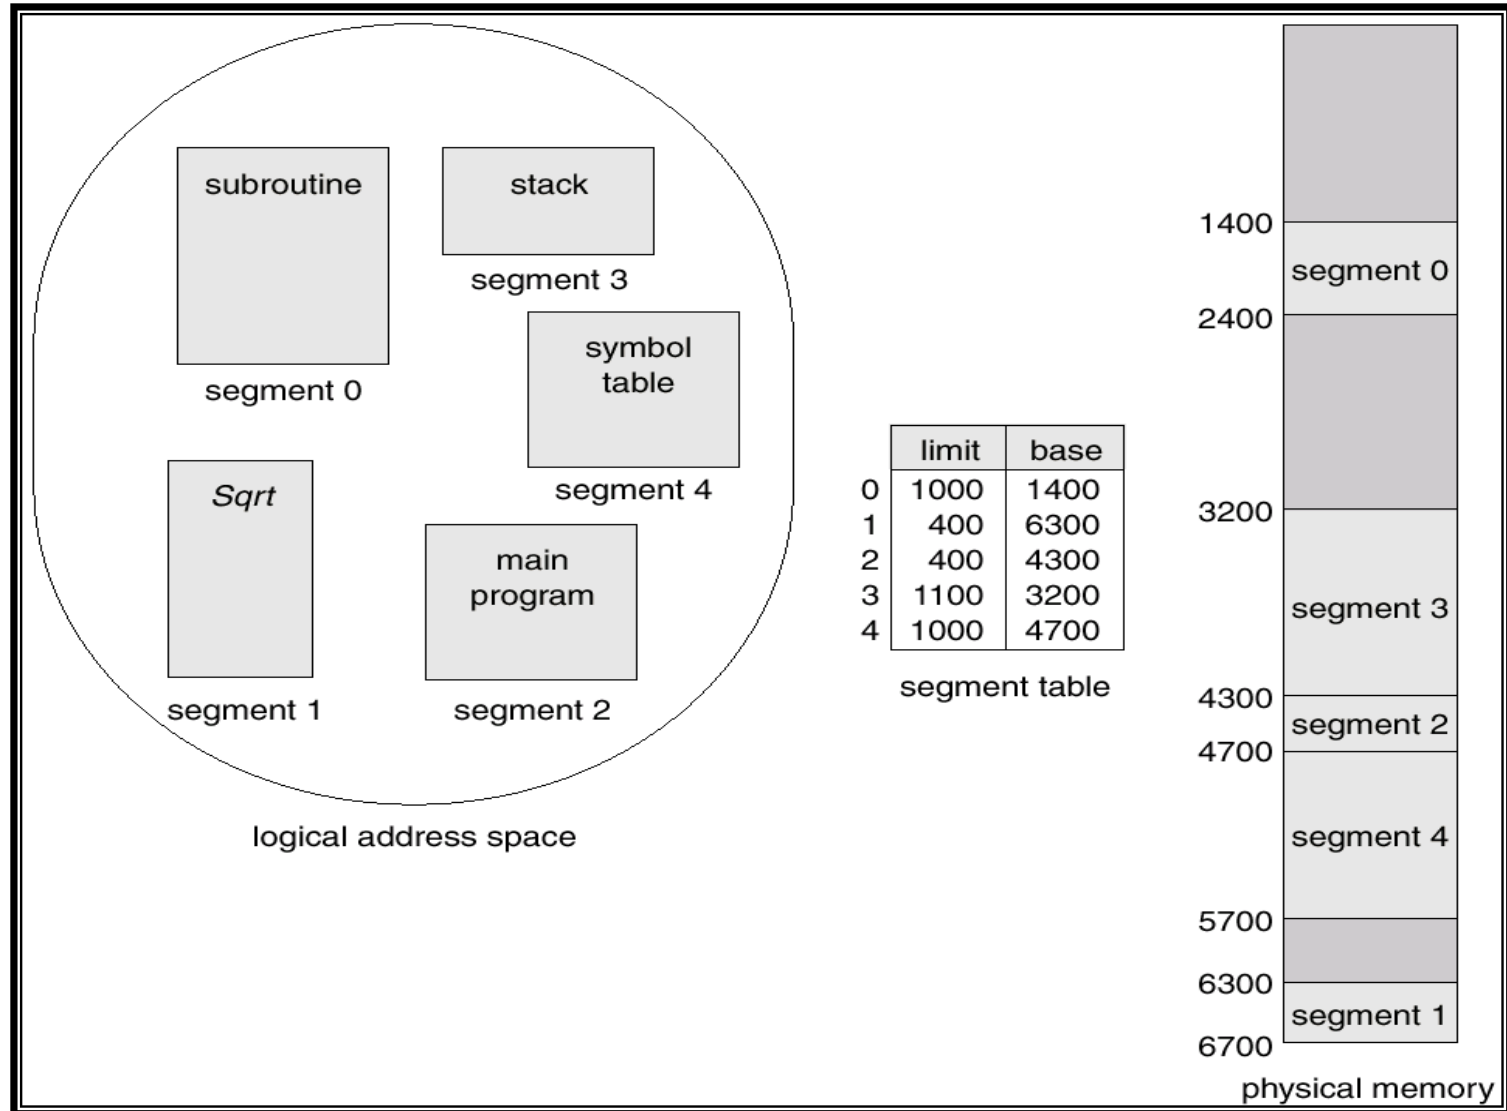 subroutine
segment 0
stack
segment 3
symbol
table
segment 4
Sqrt
segment 1
main
program
segment 2
logical address space
limit base
0 1000 1400
1 400 6300
2 400 4300
3 1100 3200
4 1000 4700
segment table
1400
segment 0
2400
3200
segment 3
4300
segment 2
4700
segment 4
5700
6300
segment 1
6700
physical memory